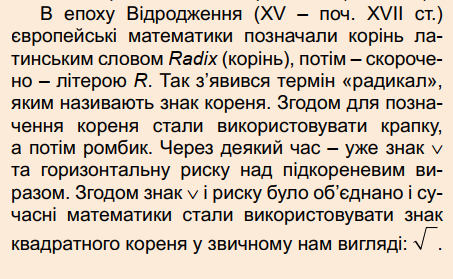 В епоху Відродження (XV – поч. XVII ст.)
європейські математики позначали корінь ла-
тинським словом Radix (корінь), потім – скороче-
но – літерою R. Так з’явився термін «радикал»,
яким називають знак кореня. Згодом для позна-
чення кореня стали використовувати крапку,
а потім ромбик. Через деякий час – уже знак ∨
та горизонтальну риску над підкореневим ви-
разом. Згодом знак ∨ і риску було об’єднано і су-
часні математики стали використовувати знак
квадратного кореня у звичному нам вигляді: √ .